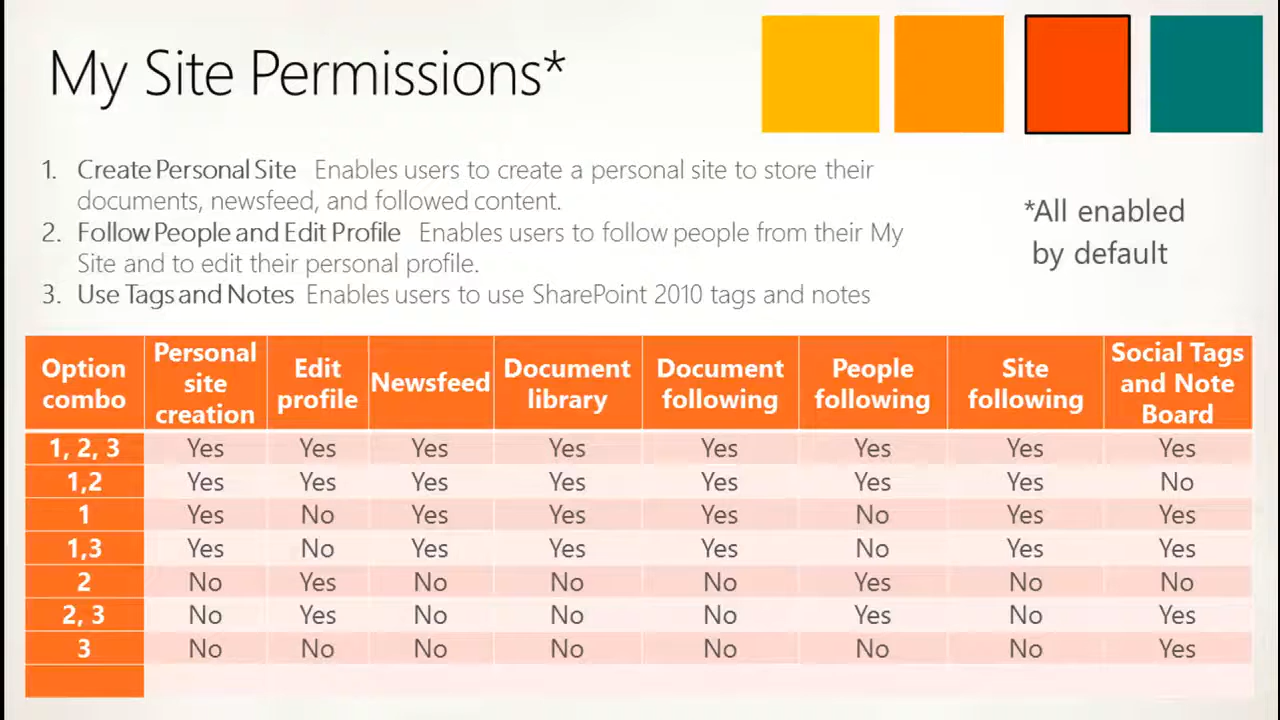 My Site Permissions*
1. Create Personal Site Enables users to create a personal site to store their
documents, newsfeed, and followed content.
2. Follow People and Edit Profile Enables users to follow people from their My
Site and to edit their personal profile.
3. Use Tags and Notes Enables users to use SharePoint 2010 tags and notes
*All enabled
by default
Option combo Personal site creation Edit profile Newsfeed Document library Document following People following Site following Social Tags and Note Board
1, 2, 3 Yes Yes Yes Yes Yes Yes Yes Yes
1,2 Yes Yes Yes Yes Yes Yes Yes No
1 Yes No Yes Yes Yes No Yes Yes
1,3 Yes No Yes Yes Yes No Yes Yes
2 No Yes No No No Yes No No
2, 3 No Yes No No No Yes No Yes
3 No No No No No No No Yes